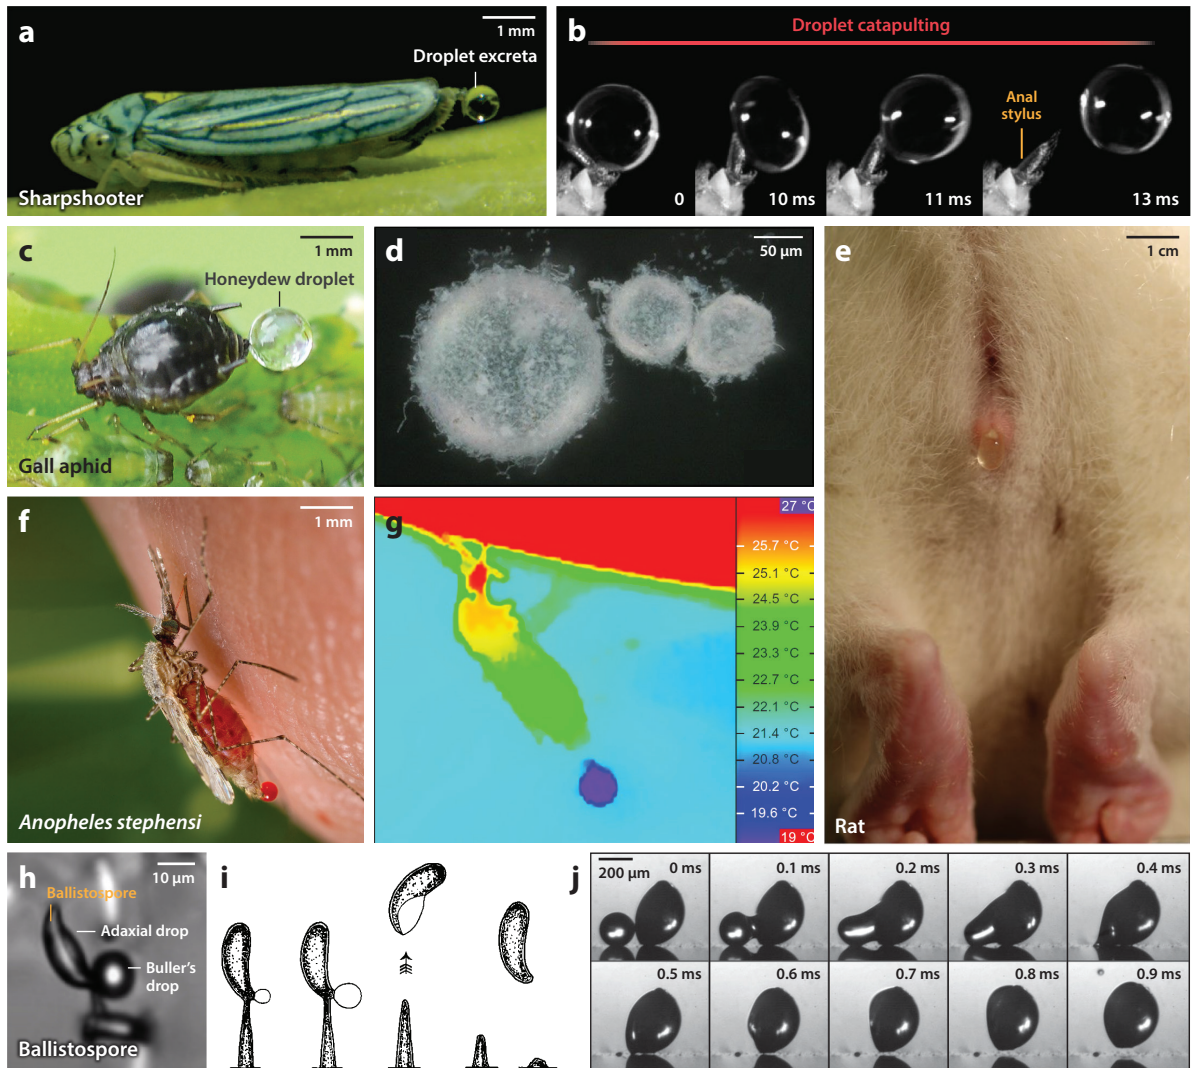 a
1 mm
Droplet excreta
Sharpshooter
b
Droplet catapulting
Anal
stylus
0
10 ms
11 ms
13 ms
c
1 mm
Honeydew droplet
Gall aphid
d
50 µm
e
1 cm
Rat
f
1 mm
Anopheles stephensi
g
27 °C
25.7 °C
25.1 °C
24.5 °C
23.9 °C
23.3 °C
22.7 °C
22.1 °C
21.4 °C
20.8 °C
20.2 °C
19.6 °C
19 °C
h
10 µm
Ballistospore
Adaxial drop
Buller's
drop
Ballistospore
i
j
200 µm
0 ms
0.1 ms
0.2 ms
0.3 ms
0.4 ms
0.5 ms
0.6 ms
0.7 ms
0.8 ms
0.9 ms